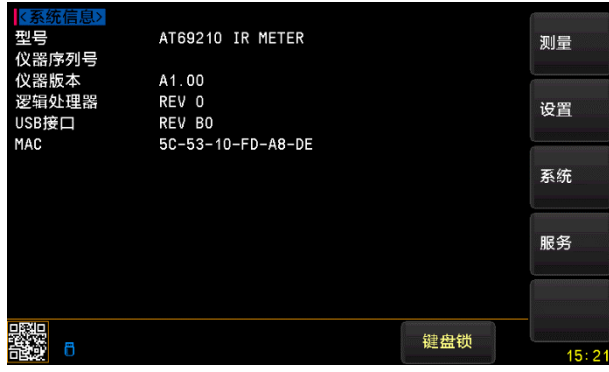 <系统信息>
型号 AT69210 IR METER
仪器序列号
仪器版本 A1.00
逻辑处理器 REV 0
USB接口 REV B0
MAC 5C-53-10-FD-A8-DE
测量
设置
系统
服务
键盘锁
15:21